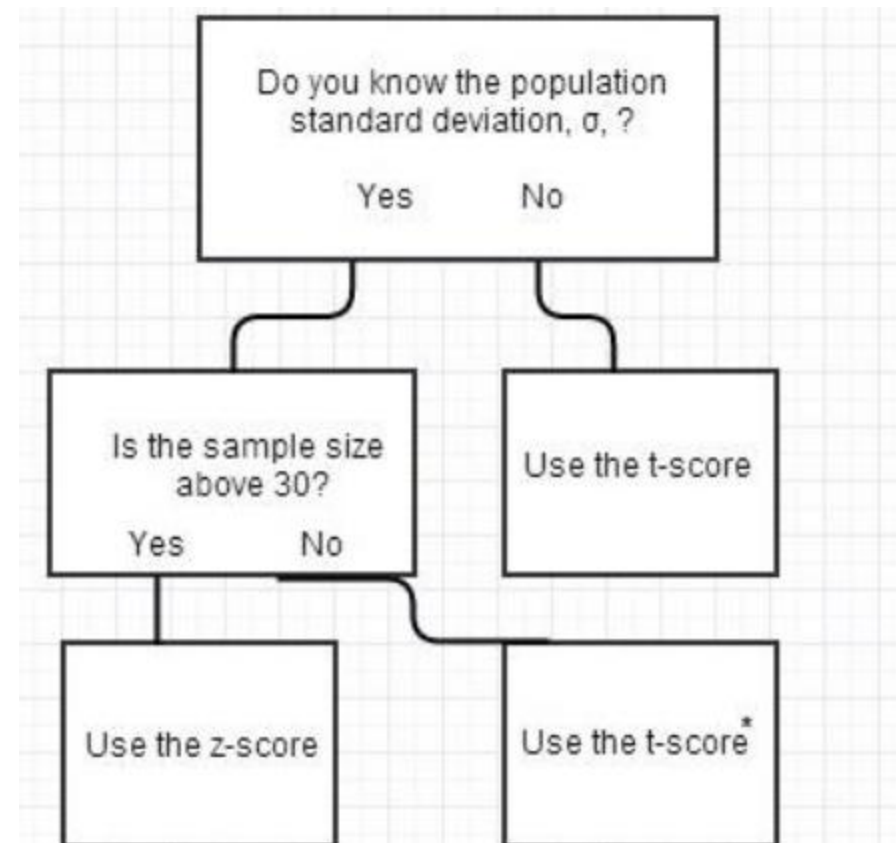 Do you know the population
standard deviation, σ, ?
Yes No
Is the sample size
above 30?
Yes No
Use the t-score
Use the z-score
Use the t-score*